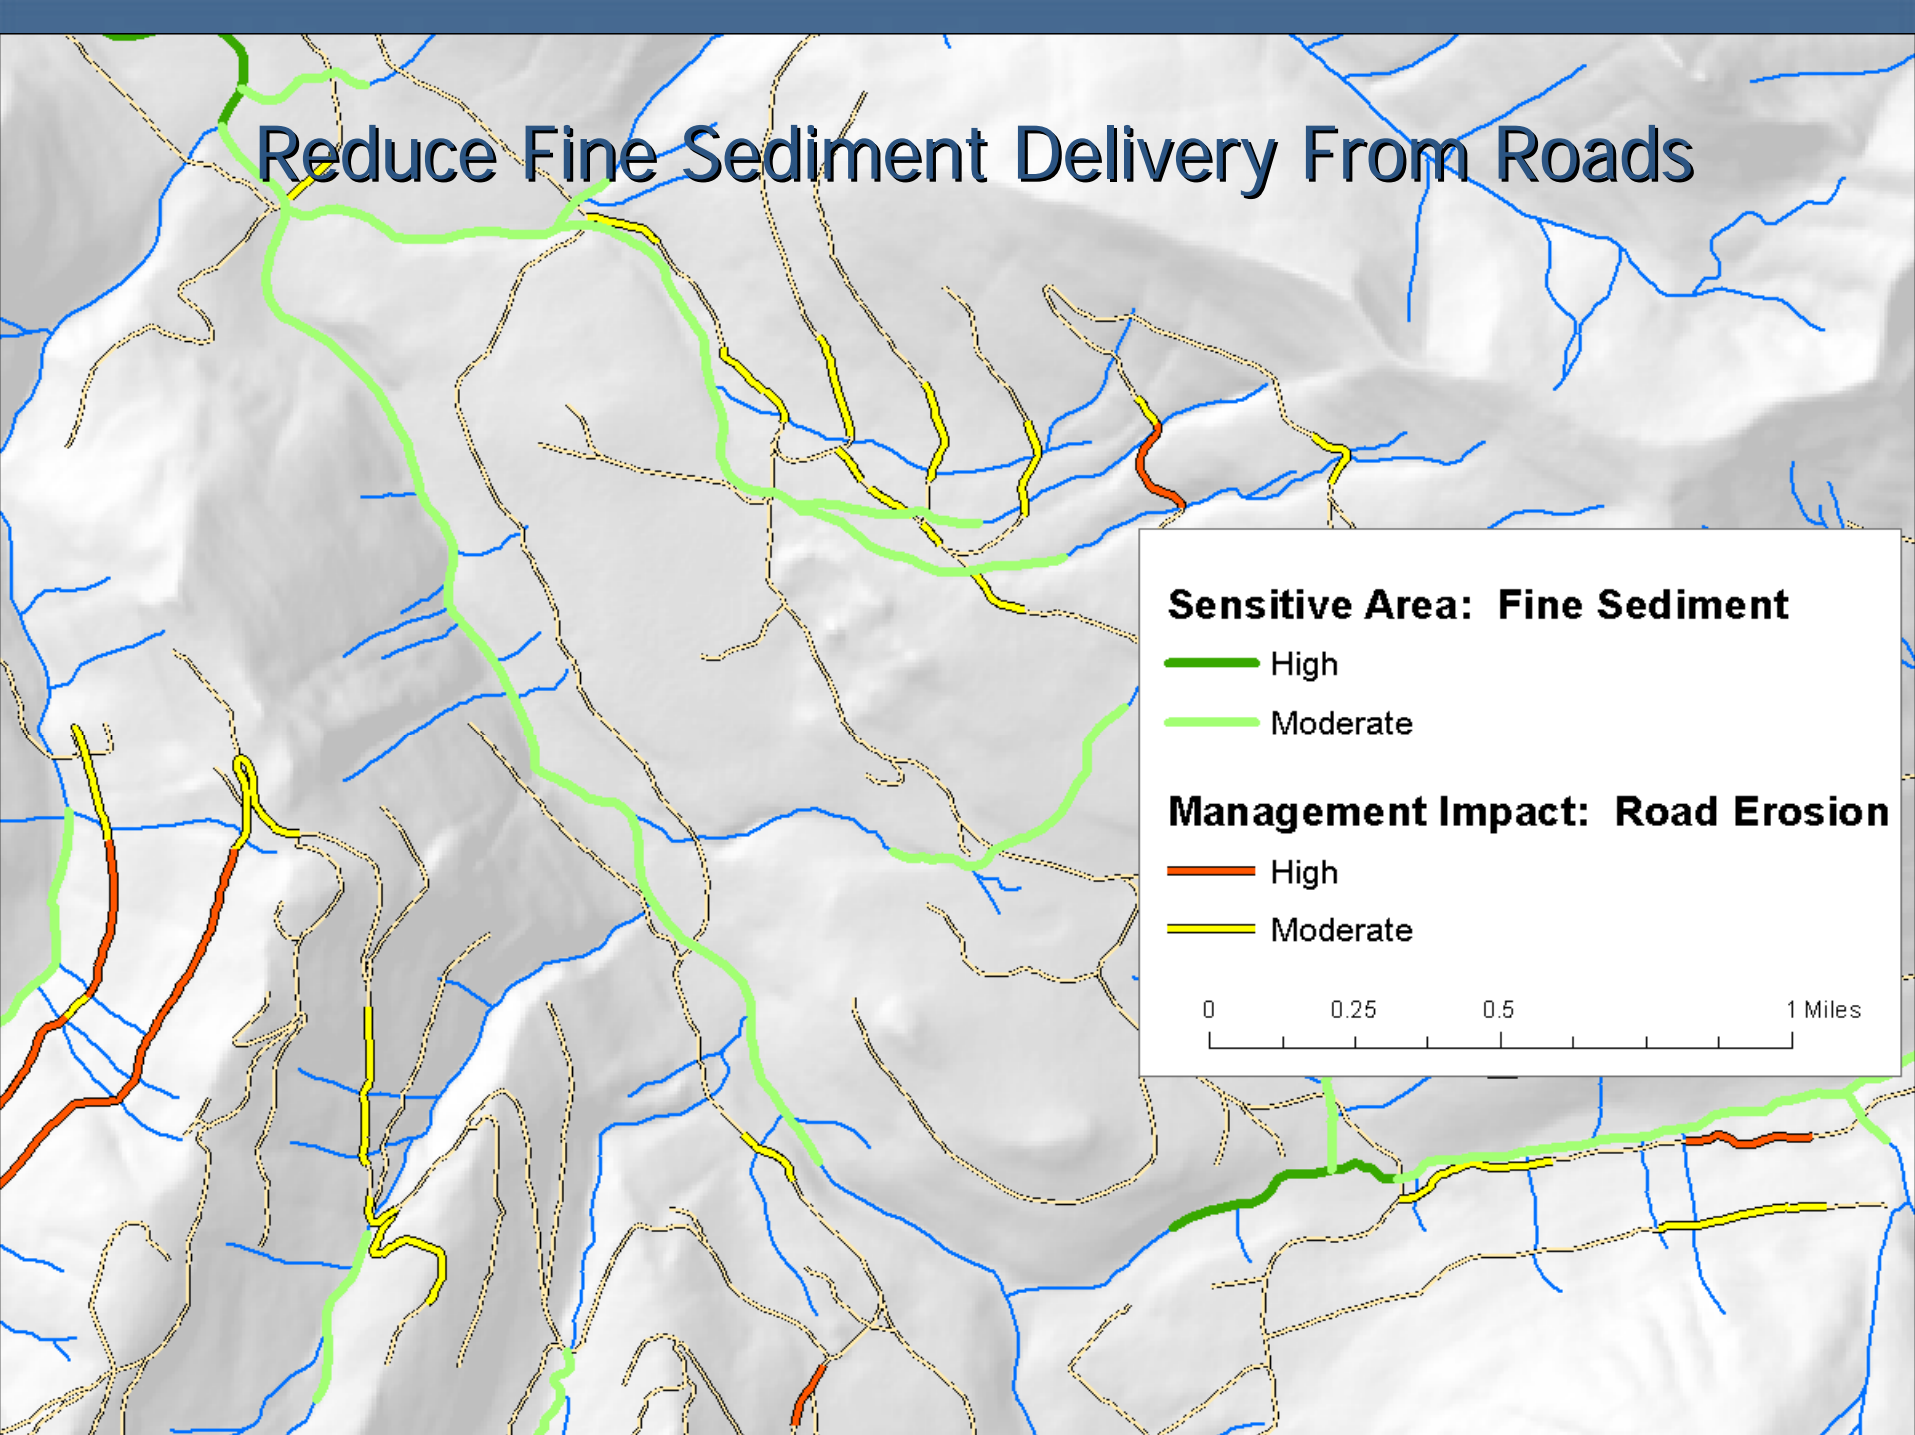 Reduce Fine Sediment Delivery From Roads
Sensitive Area: Fine Sediment
High
Moderate
Management Impact: Road Erosion
High
Moderate
0 0.25 0.5 1 Miles